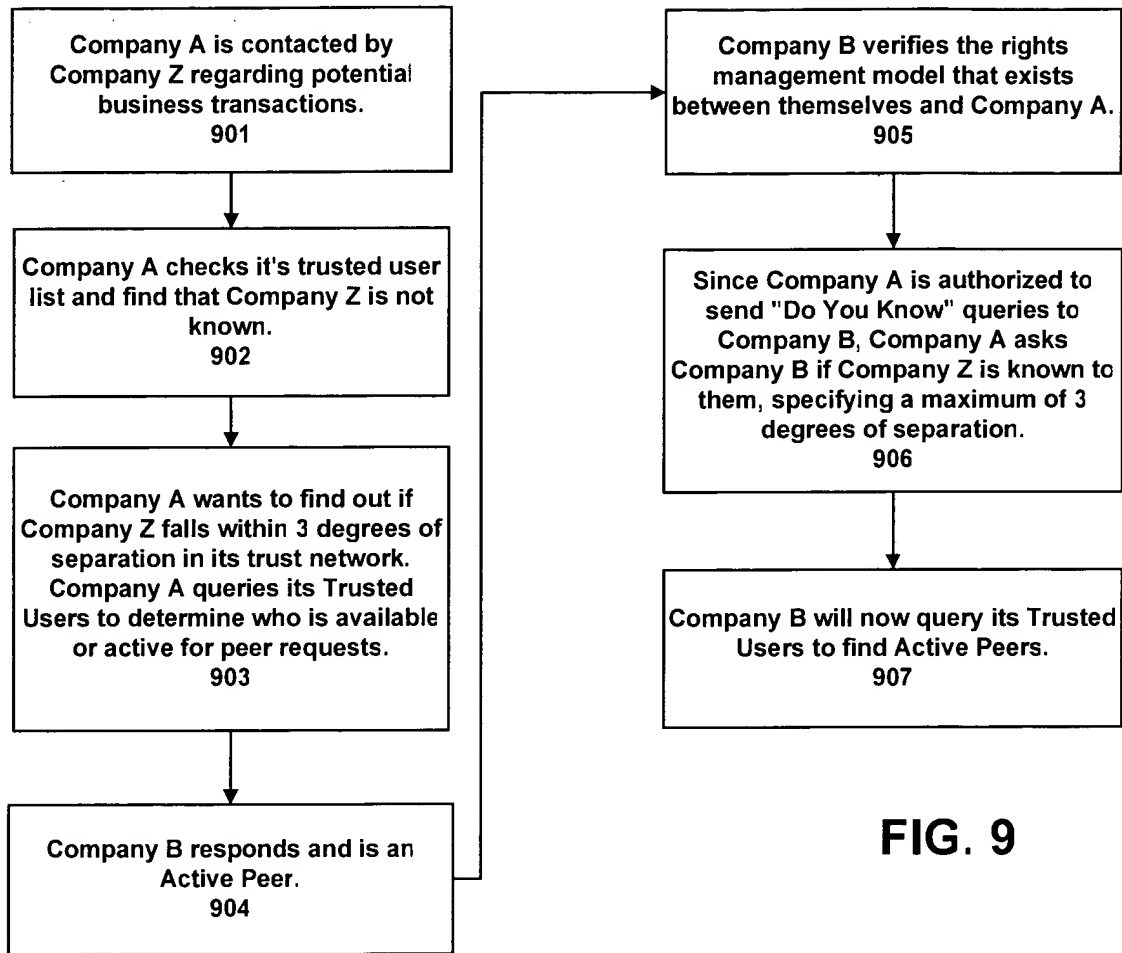 Company A is contacted by
Company Z regarding potential
business transactions.
901
Company A checks it's trusted user
list and find that Company Z is not
known.
902
Company A wants to find out if
Company Z falls within 3 degrees of
separation in its trust network.
Company A queries its Trusted
Users to determine who is available
or active for peer requests.
903
Company B responds and is an
Active Peer.
904
Company B verifies the rights
management model that exists
between themselves and Company A.
905
Since Company A is authorized to
send "Do You Know" queries to
Company B, Company A asks
Company B if Company Z is known to
them, specifying a maximum of 3
degrees of separation.
906
Company B will now query its Trusted
Users to find Active Peers.
907
FIG. 9